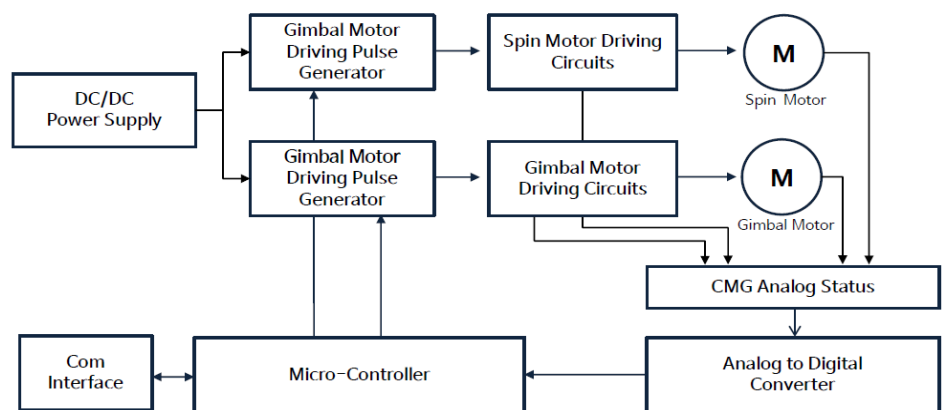 Gimbal Motor
Driving Pulse
Generator
Spin Motor Driving
Circuits
M
Spin Motor
DC/DC
Power Supply
Gimbal Motor
Driving Pulse
Generator
Gimbal Motor
Driving Circuits
M
Gimbal Motor
CMG Analog Status
Com
Interface
Micro-Controller
Analog to Digital
Converter